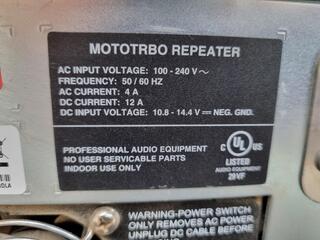 MOTOTRBO REPEATER
AC INPUT VOLTAGE: 100 - 240 V ~
FREQUENCY: 50 / 60 HZ
AC CURRENT: 4 A
DC CURRENT: 12 A
DC INPUT VOLTAGE: 10.8 - 14.4 V ⎓ NEG. GND.
PROFESSIONAL AUDIO EQUIPMENT
NO USER SERVICABLE PARTS
INDOOR USE ONLY
C UL US
LISTED
AUDIO EQUIPMENT
29VF
WARNING-POWER SWITCH
ONLY REMOVES AC POWER
UNPLUG DC CABLE BEFORE